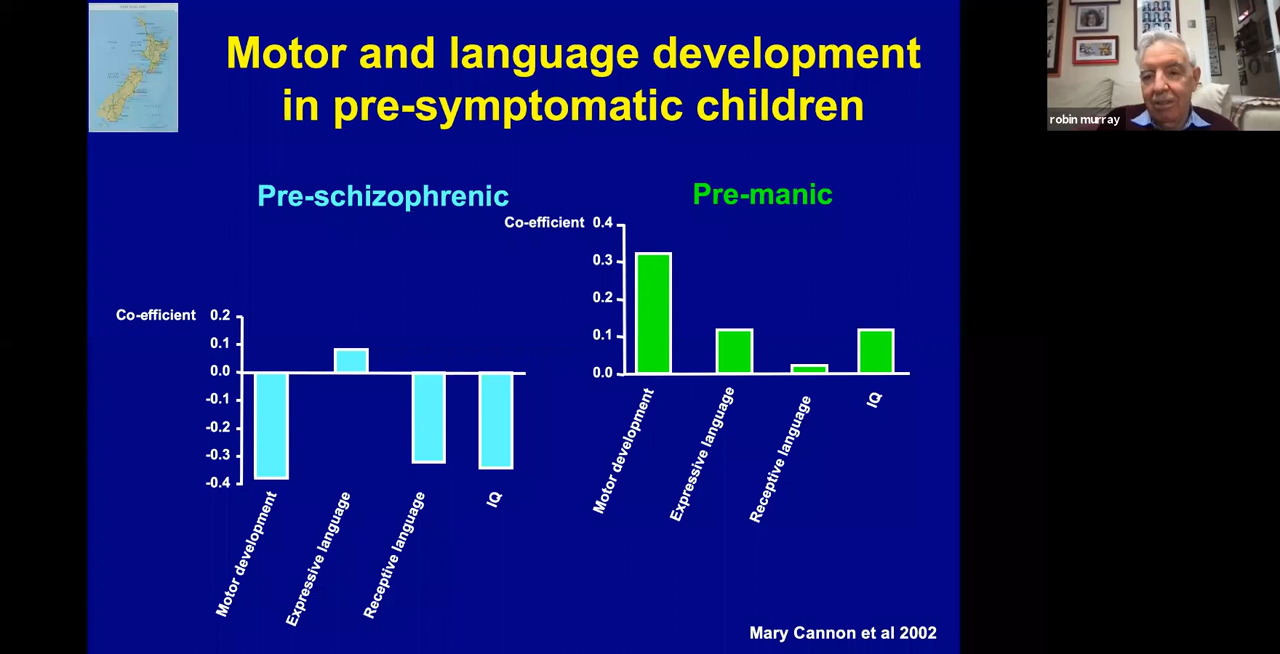 Motor and language development
in pre-symptomatic children
robin murray
Pre-schizophrenic
Co-efficient
0.2
0.1
0.0
-0.1
-0.2
-0.3
-0.4
Motor development
Expressive language
Receptive language
IQ
Pre-manic
Co-efficient
0.4
0.3
0.2
0.1
0.0
Motor development
Expressive language
Receptive language
IQ
Mary Cannon et al 2002